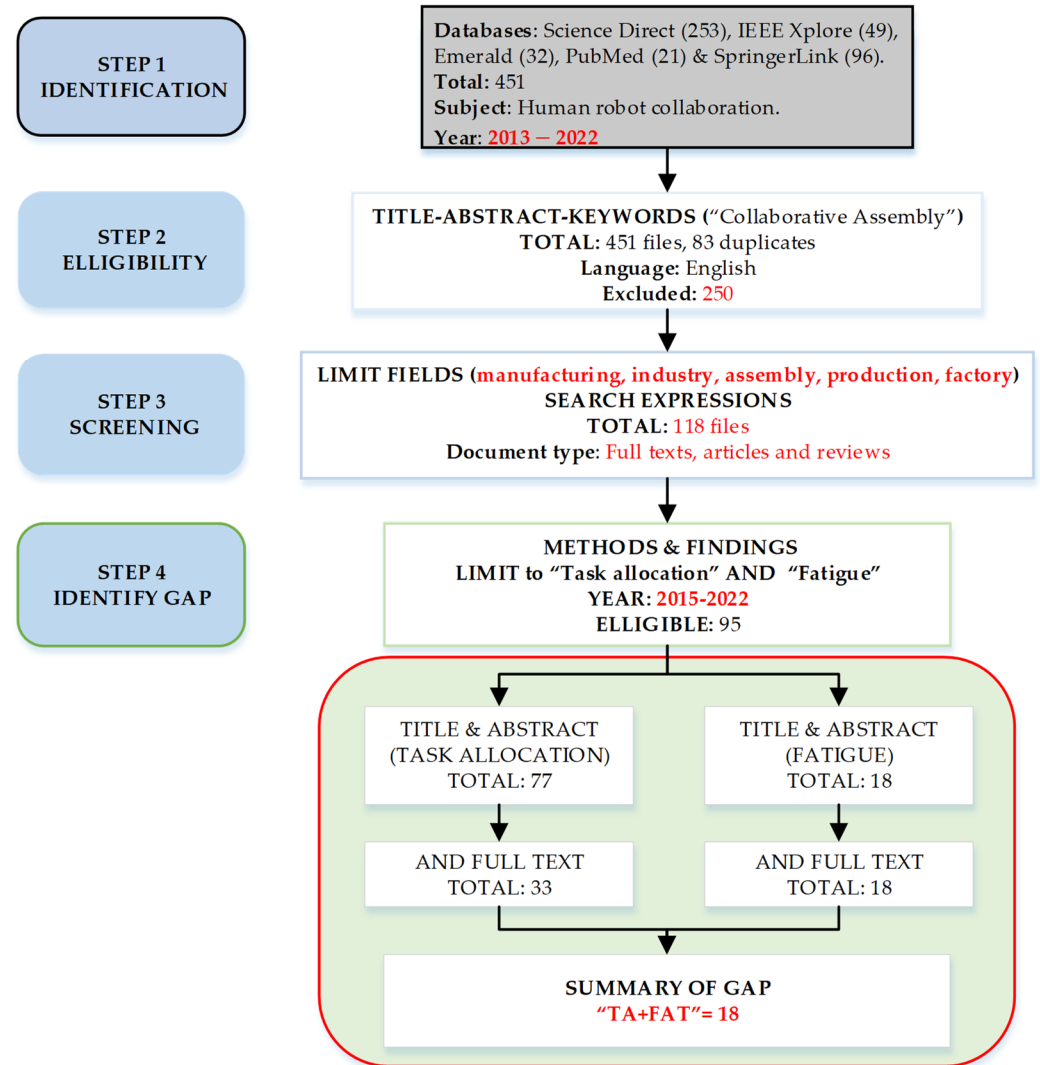 STEP 1
IDENTIFICATION
Databases: Science Direct (253), IEEE Xplore (49),
Emerald (32), PubMed (21) & SpringerLink (96).
Total: 451
Subject: Human robot collaboration.
Year: 2013 — 2022
STEP 2
ELLIGIBILITY
TITLE-ABSTRACT-KEYWORDS (“Collaborative Assembly”)
TOTAL: 451 files, 83 duplicates
Language: English
Excluded: 250
STEP 3
SCREENING
LIMIT FIELDS (manufacturing, industry, assembly, production, factory)
SEARCH EXPRESSIONS
TOTAL: 118 files
Document type: Full texts, articles and reviews
STEP 4
IDENTIFY GAP
METHODS & FINDINGS
LIMIT to “Task allocation” AND “Fatigue”
YEAR: 2015-2022
ELLIGIBLE: 95
TITLE & ABSTRACT
(TASK ALLOCATION)
TOTAL: 77
TITLE & ABSTRACT
(FATIGUE)
TOTAL: 18
AND FULL TEXT
TOTAL: 33
AND FULL TEXT
TOTAL: 18
SUMMARY OF GAP
“TA+FAT”= 18